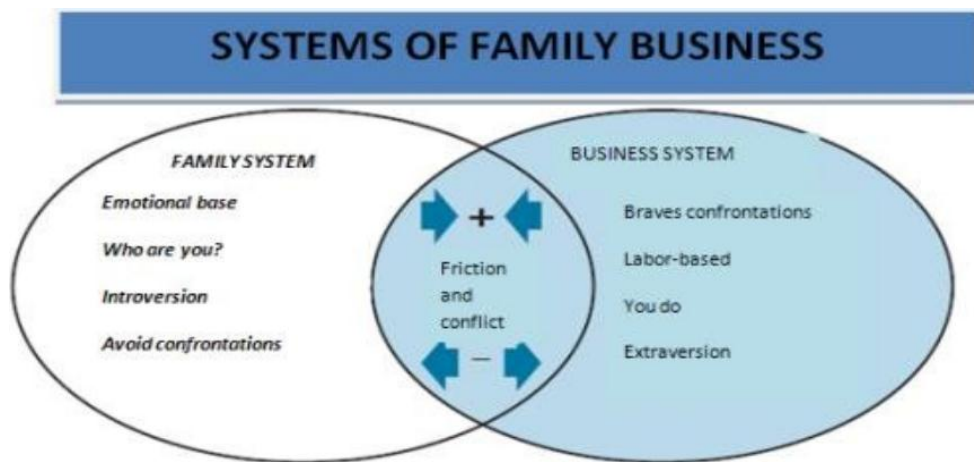 SYSTEMS OF FAMILY BUSINESS
FAMILY SYSTEM
Emotional base
Who are you?
Introversion
Avoid confrontations
+
Friction
and
conflict
–
BUSINESS SYSTEM
Braves confrontations
Labor-based
You do
Extraversion